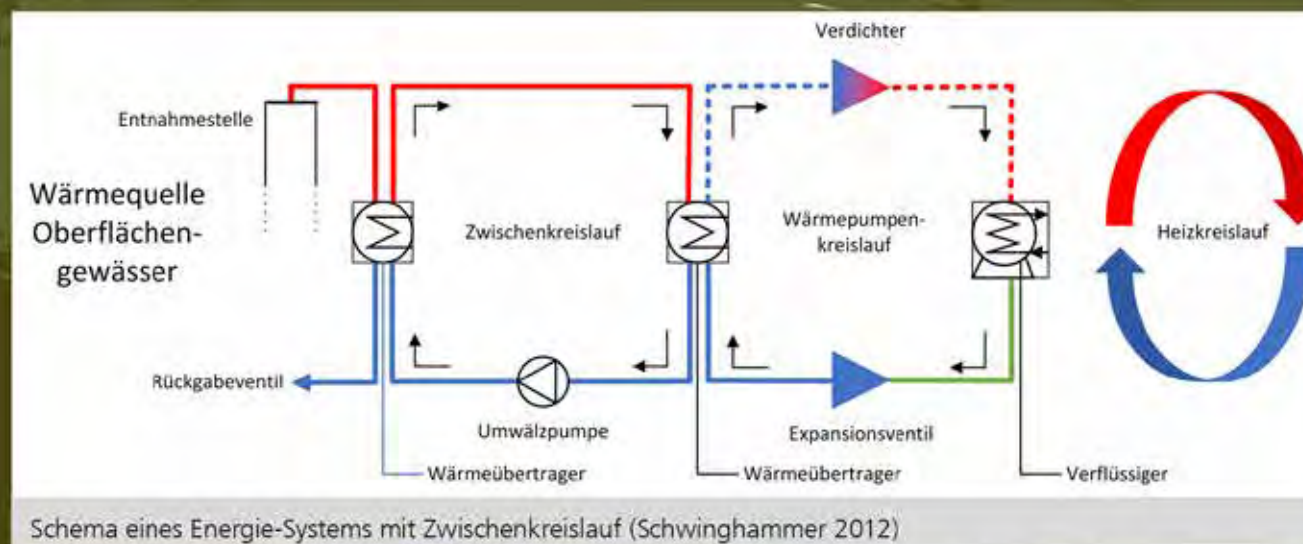 Verdichter
Entnahmestelle
Wärmequelle
Oberflächen-
gewässer
Zwischenkreislauf
Wärmepumpen-
kreislauf
Heizkreislauf
Rückgabeventil
Umwälzpumpe
Expansionsventil
Wärmeübertrager
Wärmeübertrager
Verflüssiger
Schema eines Energie-Systems mit Zwischenkreislauf (Schwinghammer 2012)